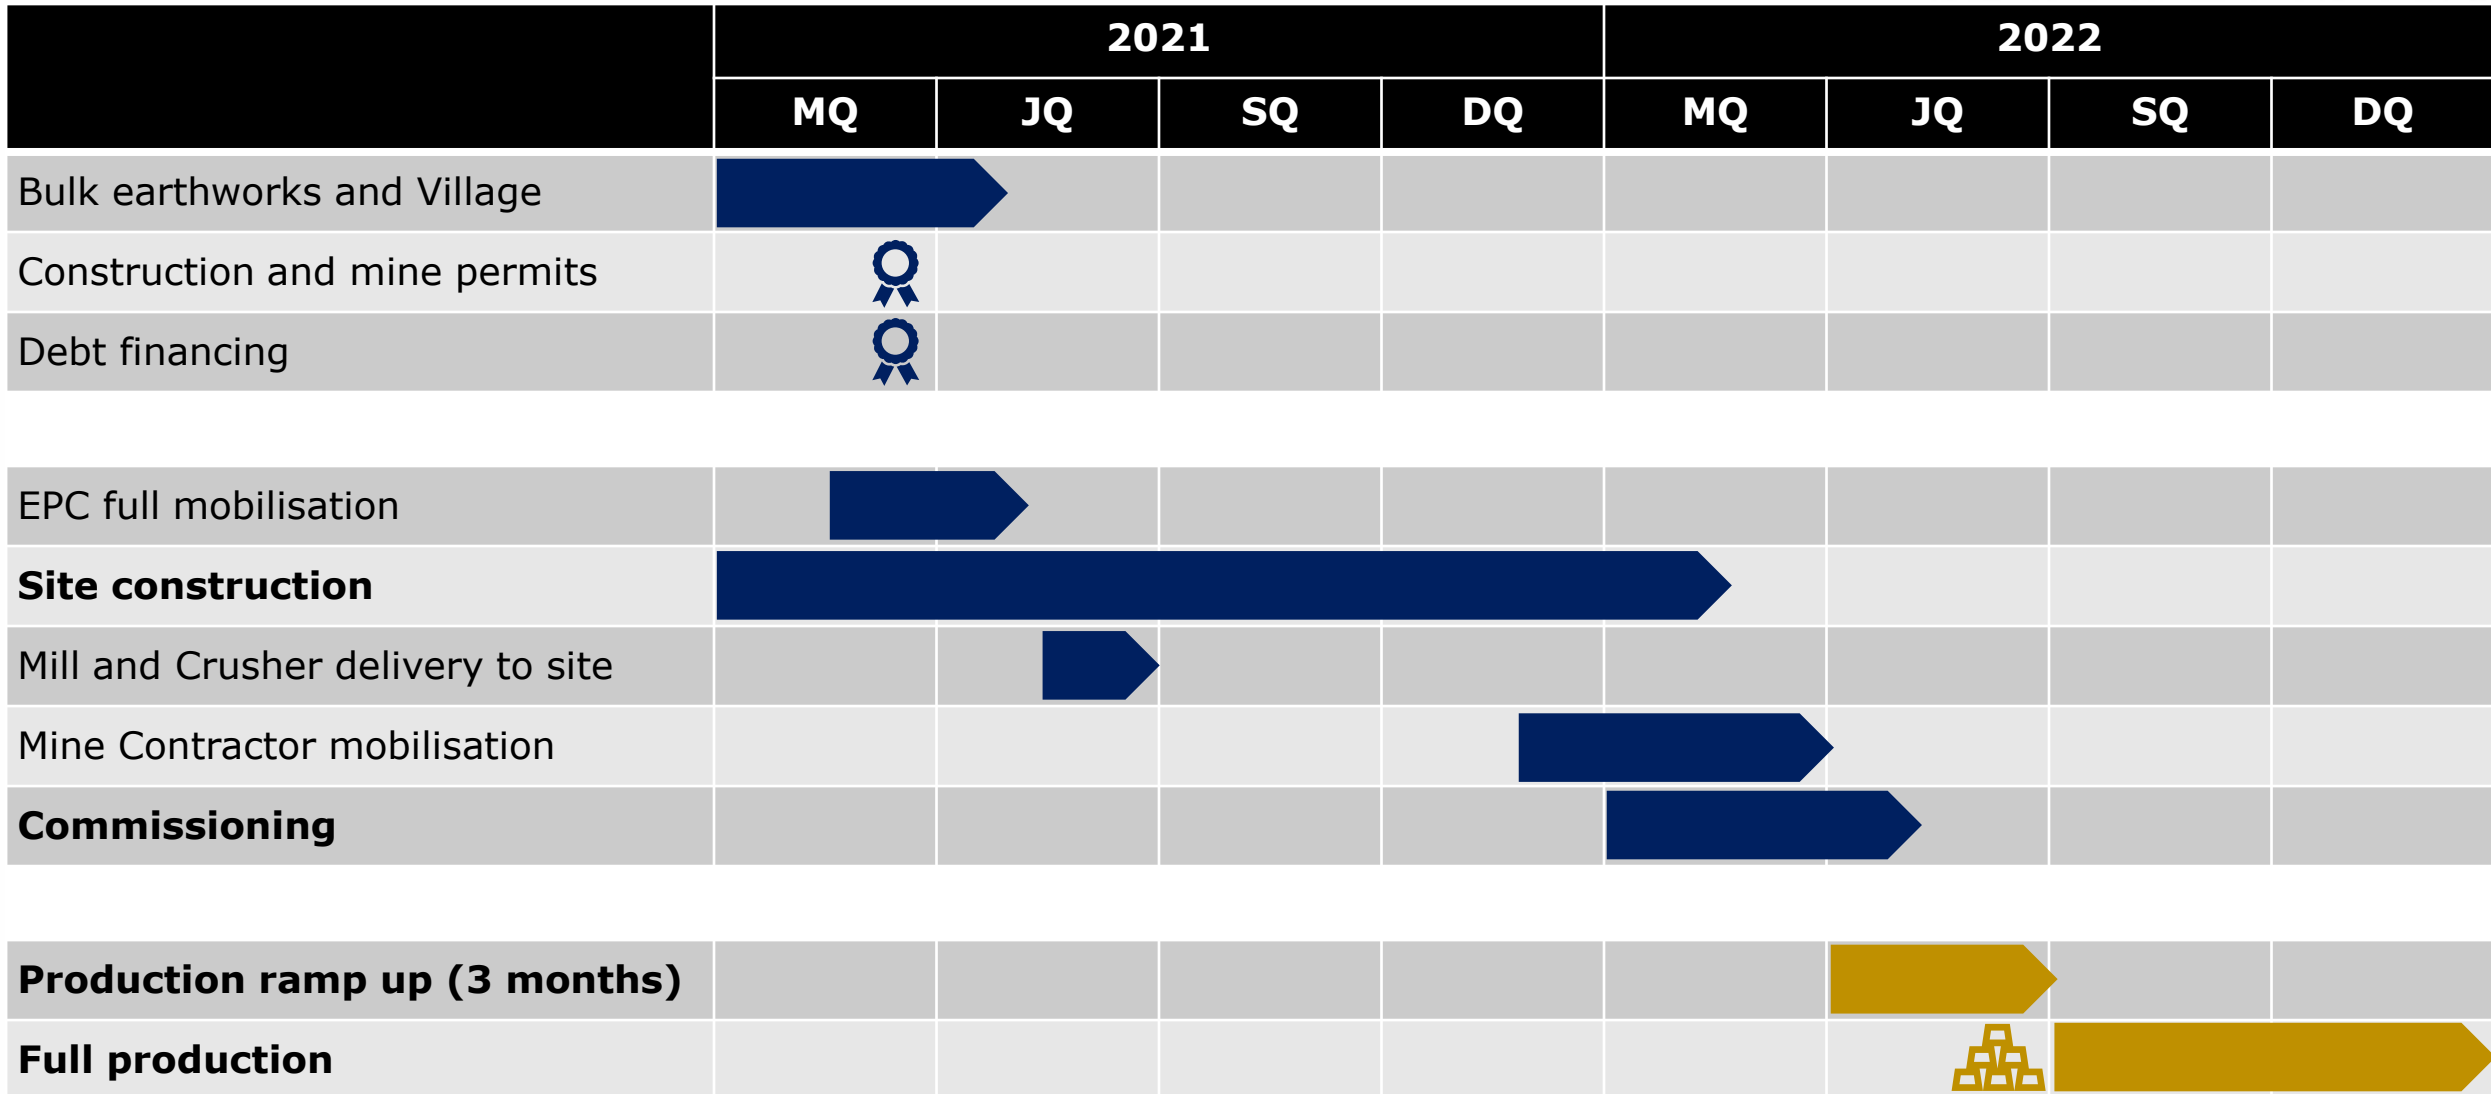 2021 2022
MQ JQ SQ DQ MQ JQ SQ DQ
Bulk earthworks and Village
Construction and mine permits
Debt financing
EPC full mobilisation
Site construction
Mill and Crusher delivery to site
Mine Contractor mobilisation
Commissioning
Production ramp up (3 months)
Full production